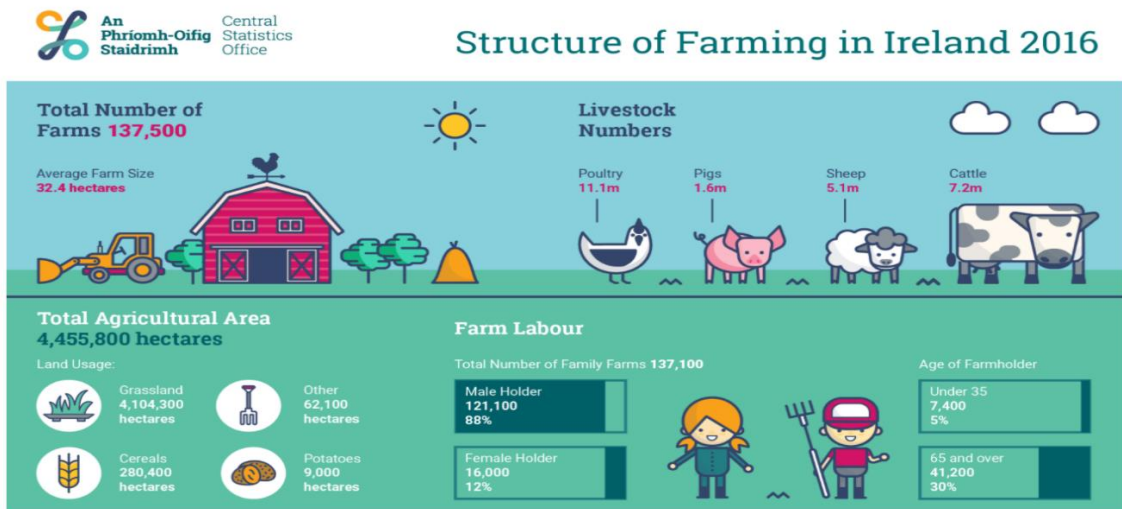 An
Phríomh-Oifig
Staidrimh
Central
Statistics
Office
Structure of Farming in Ireland 2016
Total Number of
Farms 137,500
Average Farm Size
32.4 hectares
Livestock
Numbers
Poultry
11.1m
Pigs
1.6m
Sheep
5.1m
Cattle
7.2m
Total Agricultural Area
4,455,800 hectares
Land Usage:
Grassland
4,104,300
hectares
Other
62,100
hectares
Cereals
280,400
hectares
Potatoes
9,000
hectares
Farm Labour
Total Number of Family Farms 137,100
Male Holder
121,100
88%
Female Holder
16,000
12%
Age of Farmholder
Under 35
7,400
5%
65 and over
41,200
30%